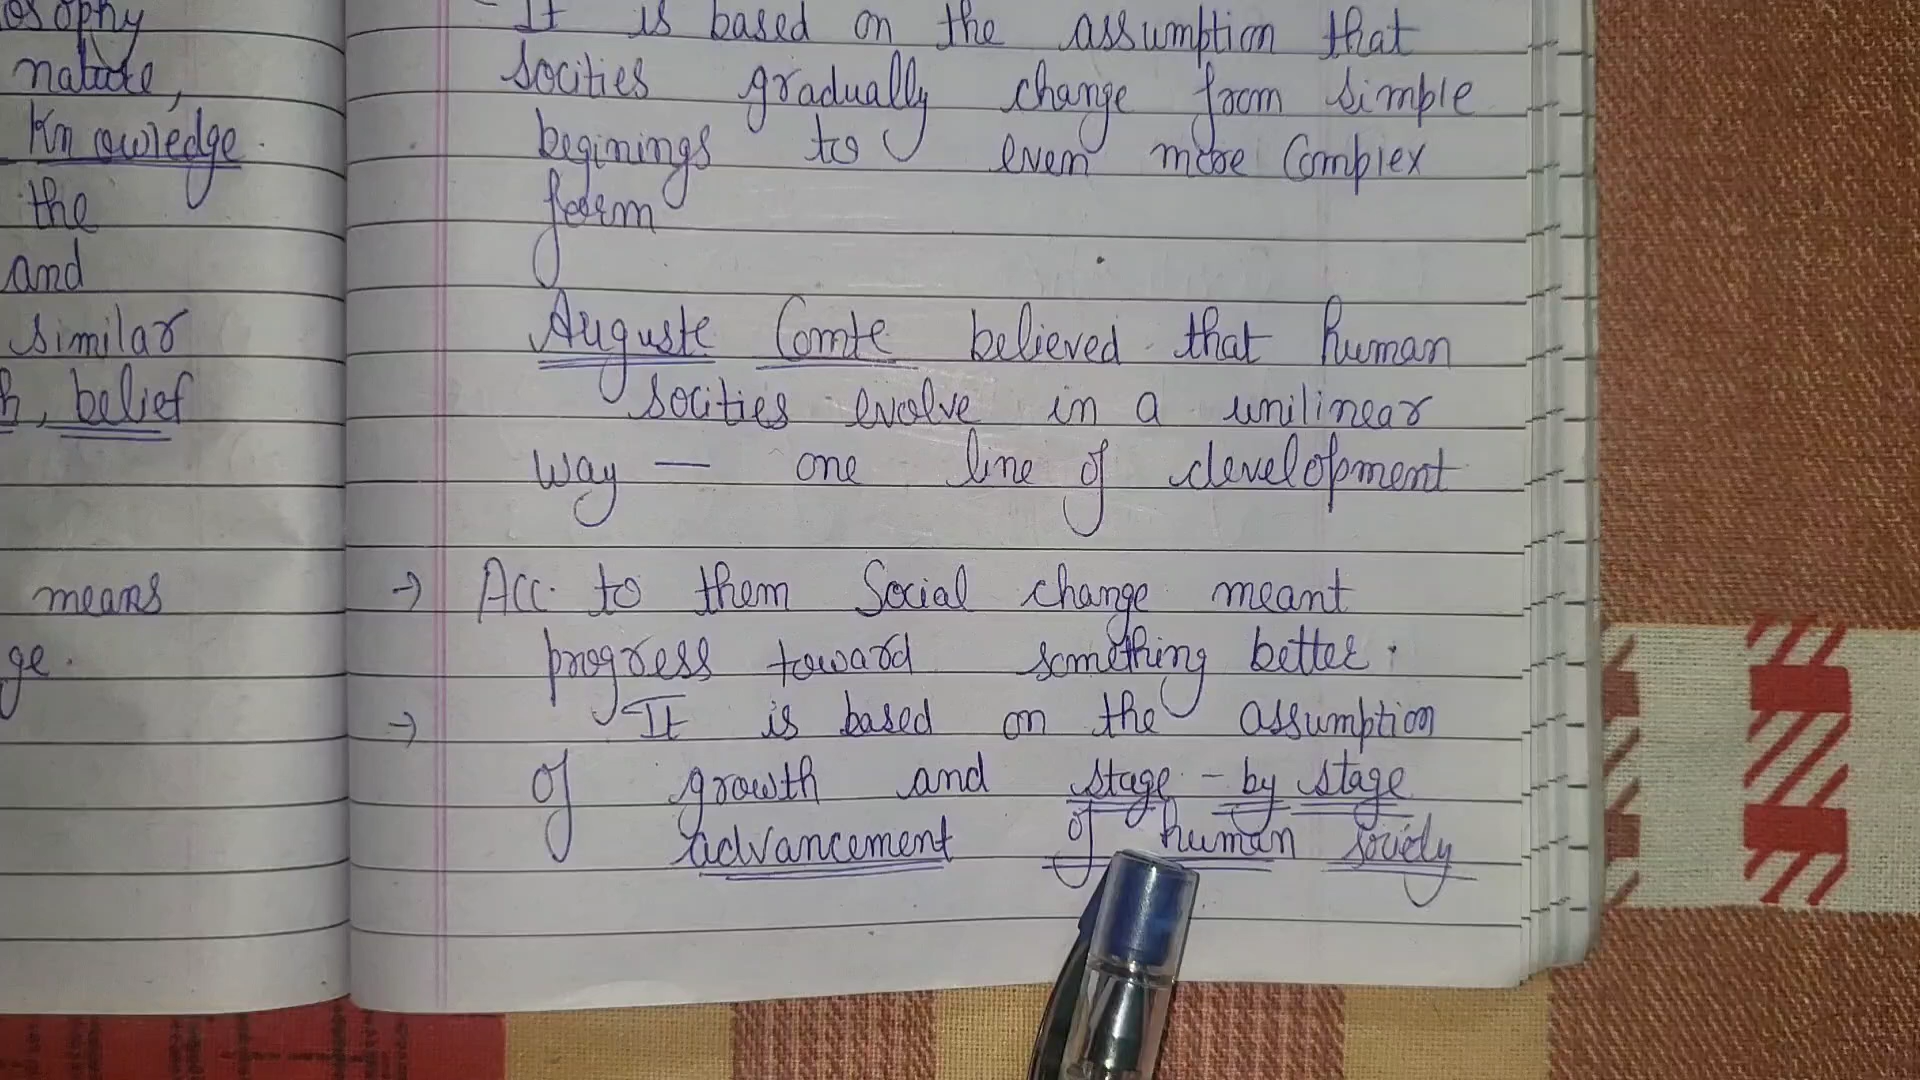 osophy
nature,
Knowledge.
the
and
similar
h, belief
means
ge.
- It is based on the assumption that
socities gradually change from simple
beginings to even more Complex
form
Auguste Comte believed that human
socities evolve in a unilinear
way — one line of development
→ Acc. to them Social change meant
progress toward something better.
→ It is based on the assumption
of growth and stage - by stage
advancement of human society